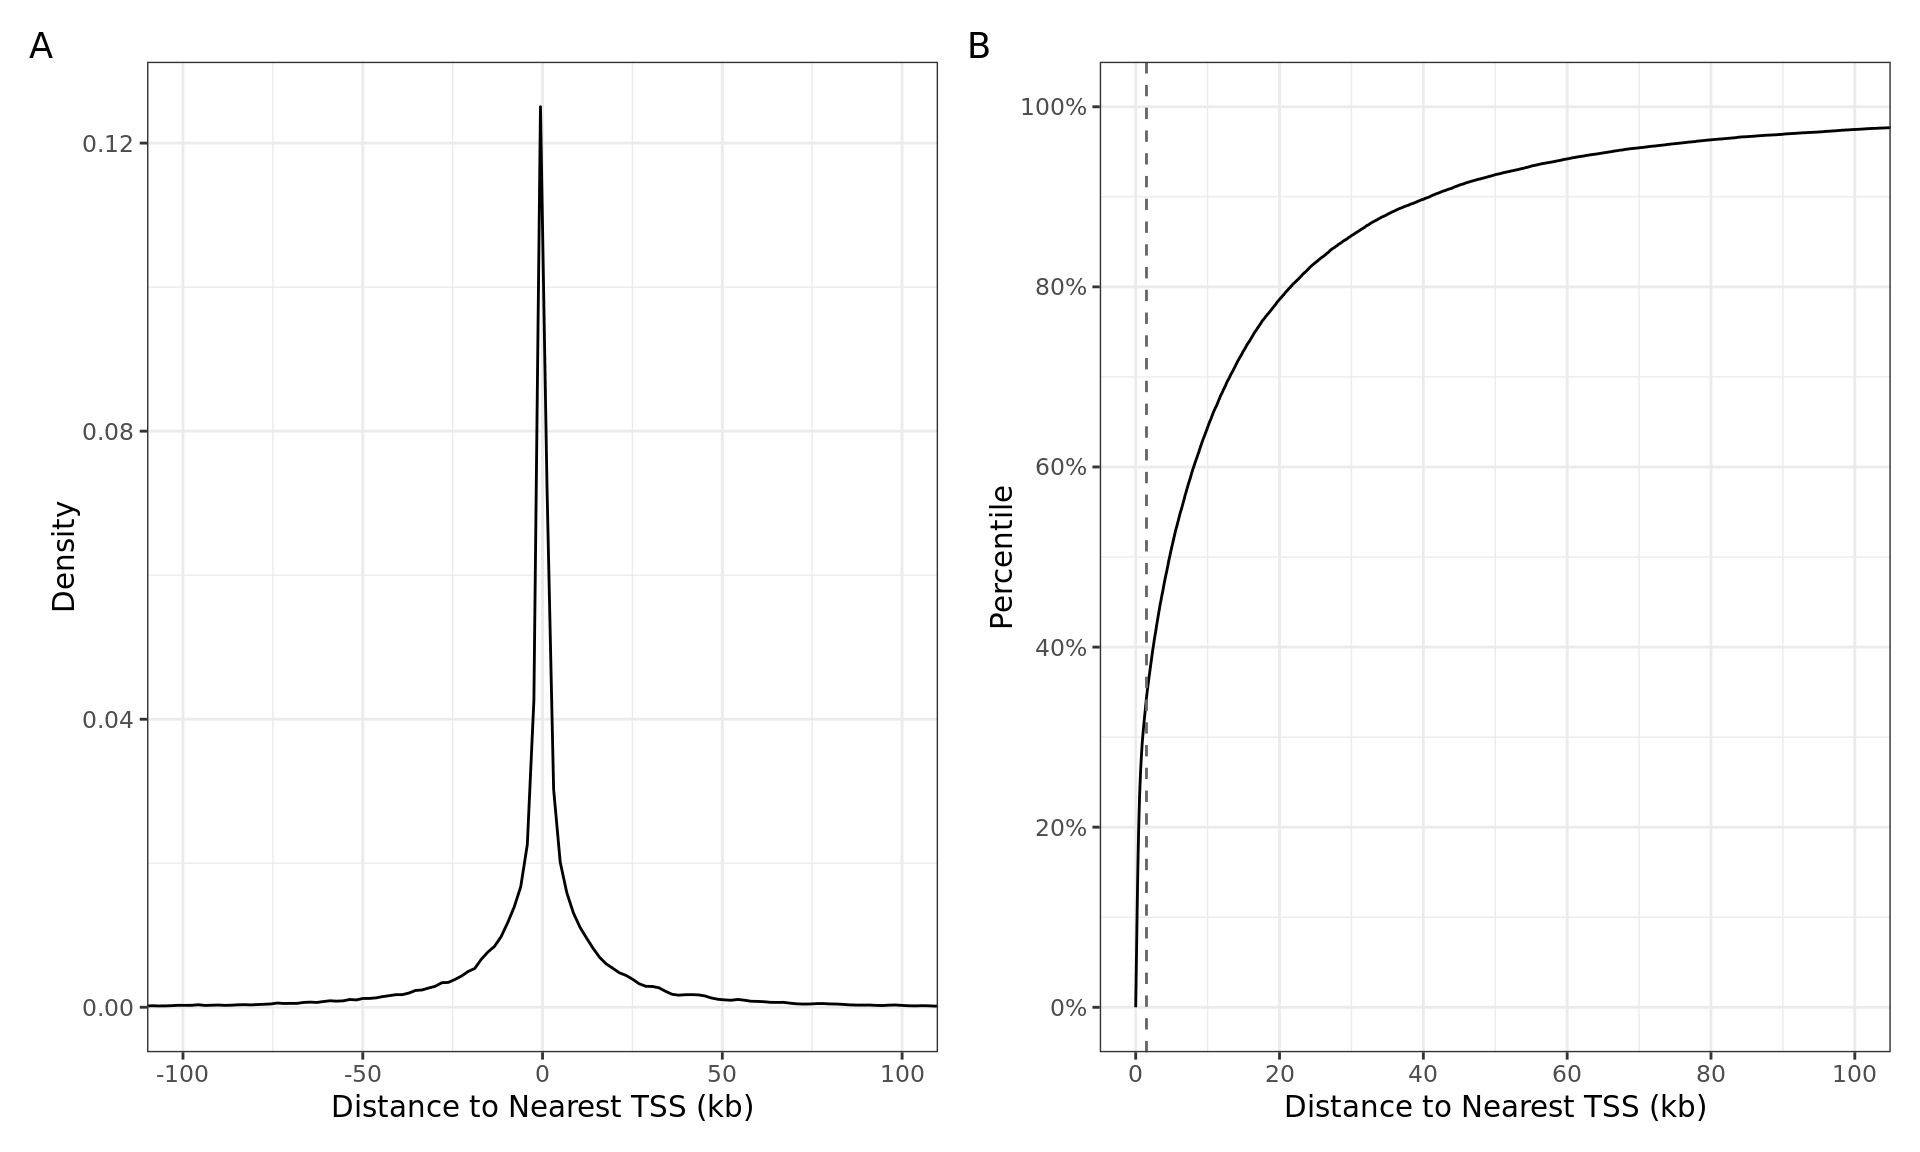 A
0.12
0.08
0.04
0.00
Density
-100 -50 0 50 100
Distance to Nearest TSS (kb)
B
100%
80%
60%
40%
20%
0%
Percentile
0 20 40 60 80 100
Distance to Nearest TSS (kb)